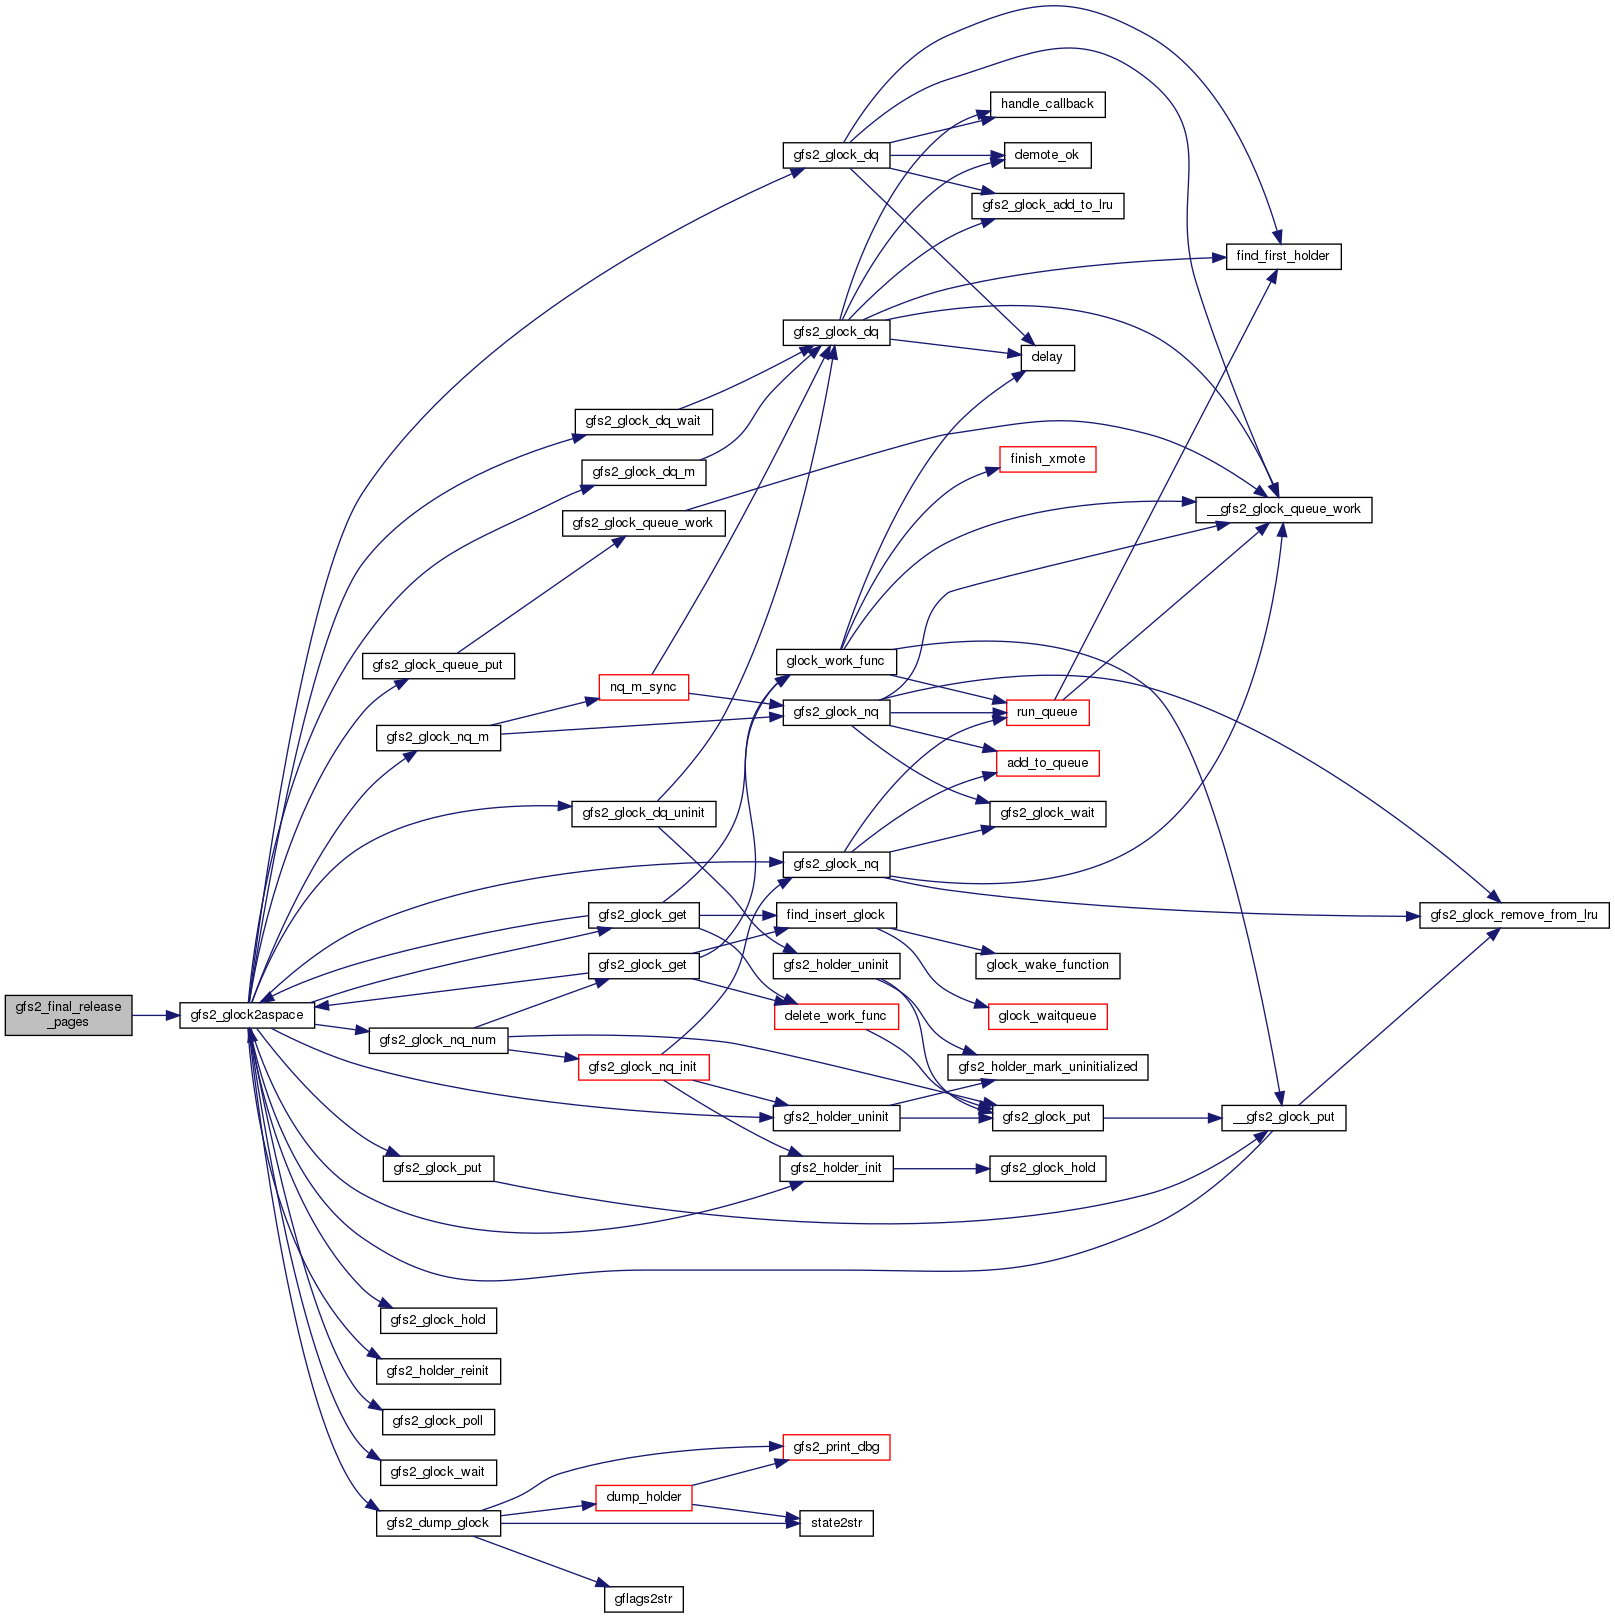 handle_callback
gfs2_glock_dq
demote_ok
gfs2_glock_add_to_lru
find_first_holder
gfs2_glock_dq
delay
gfs2_glock_dq_wait
finish_xmote
gfs2_glock_dq_m
__gfs2_glock_queue_work
gfs2_glock_queue_work
glock_work_func
gfs2_glock_queue_put
nq_m_sync
gfs2_glock_nq
run_queue
gfs2_glock_nq_m
add_to_queue
gfs2_glock_dq_uninit
gfs2_glock_wait
gfs2_glock_nq
gfs2_glock_get
find_insert_glock
gfs2_glock_remove_from_lru
gfs2_glock_get
gfs2_holder_uninit
glock_wake_function
gfs2_final_release
_pages
gfs2_glock2aspace
delete_work_func
glock_waitqueue
gfs2_glock_nq_num
gfs2_glock_nq_init
gfs2_holder_mark_uninitialized
gfs2_holder_uninit
gfs2_glock_put
__gfs2_glock_put
gfs2_glock_put
gfs2_holder_init
gfs2_glock_hold
gfs2_glock_hold
gfs2_holder_reinit
gfs2_glock_poll
gfs2_print_dbg
gfs2_glock_wait
dump_holder
gfs2_dump_glock
state2str
gflags2str